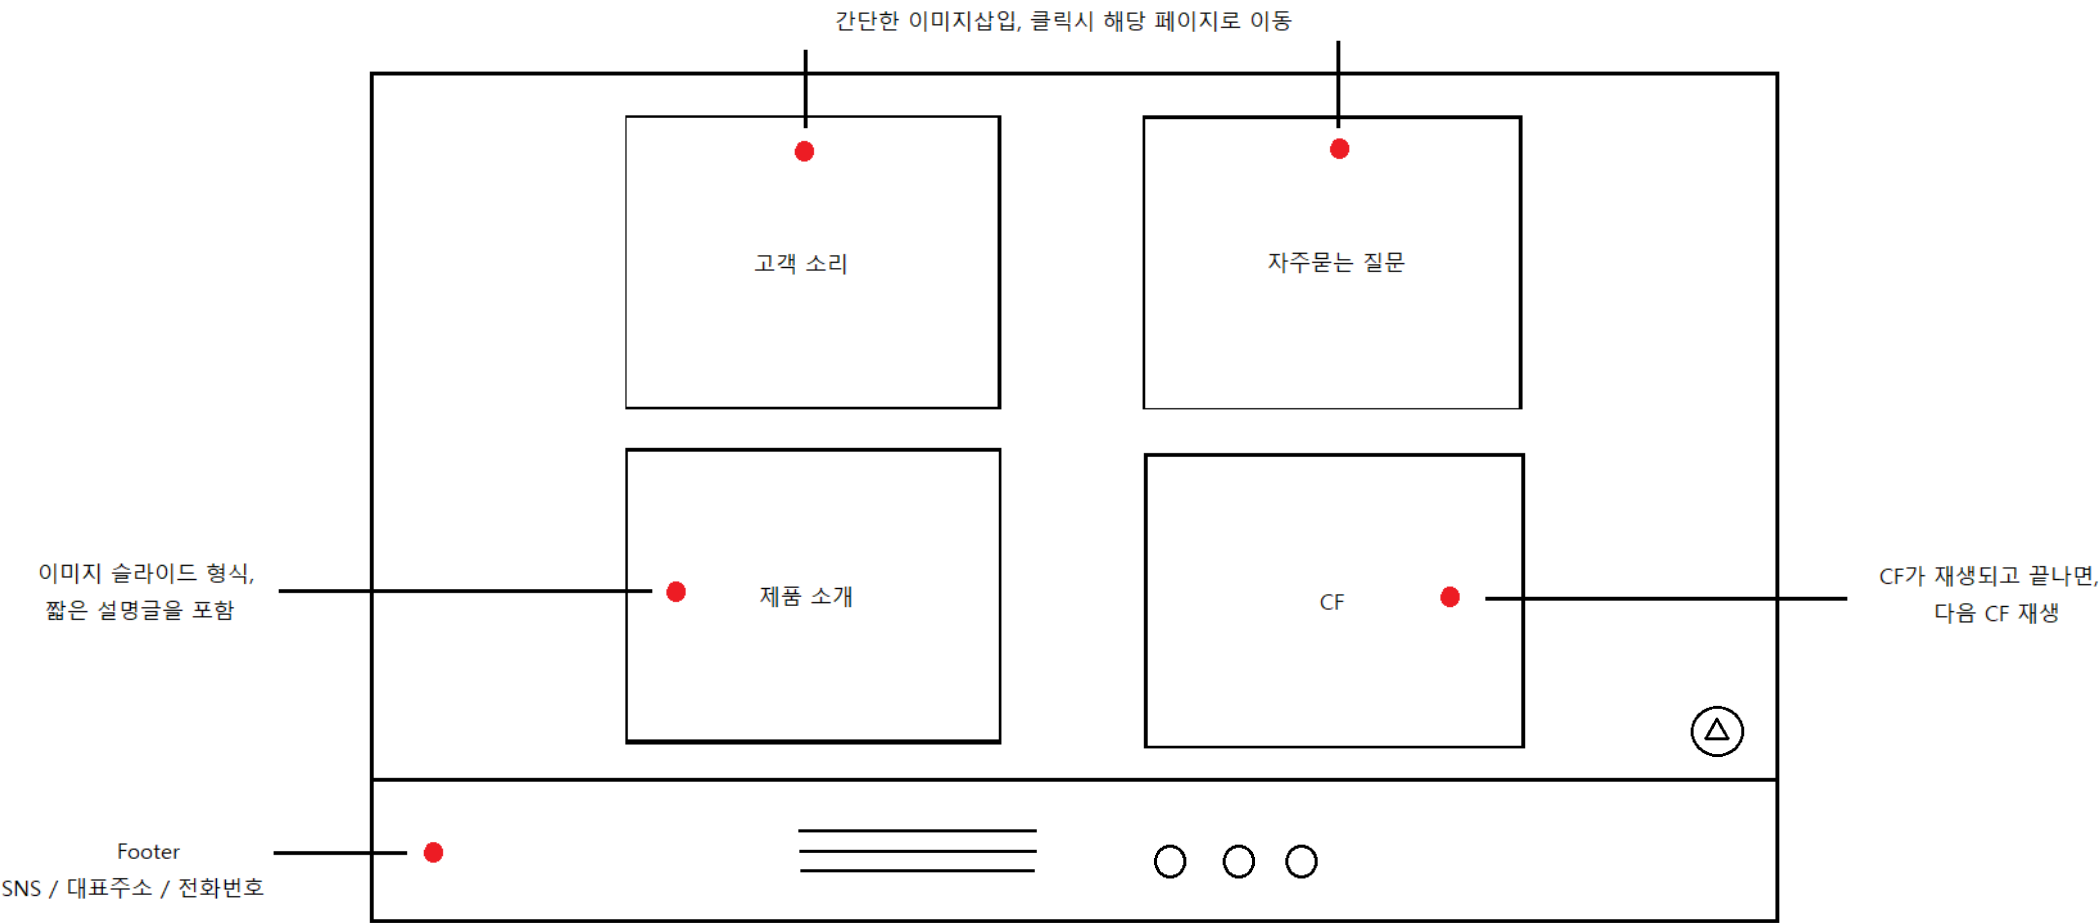 간단한 이미지삽입, 클릭시 해당 페이지로 이동
고객 소리
자주묻는 질문
이미지 슬라이드 형식,
짧은 설명글을 포함
제품 소개
CF
CF가 재생되고 끝나면,
다음 CF 재생
Footer
SNS / 대표주소 / 전화번호